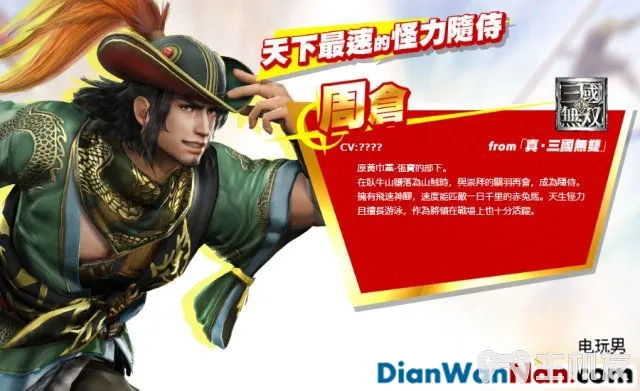 天下最速的怪力隨侍
周倉
三國
無双
CV:????
from「真・三國無雙」
原黃巾黨・張寶的部下。
在臥牛山墮落為山賊時，與崇拜的關羽再會，成為隨侍。
擁有飛速神腳，速度能匹敵一日千里的赤兔馬。天生怪力
且擅長游泳，作為將領在戰場上也十分活躍。
电玩男
DianWanNan.com